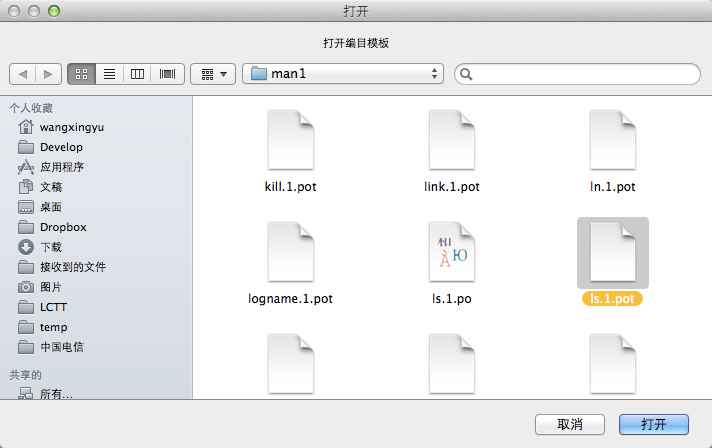 打开
打开编目模板
man1
个人收藏
wangxingyu
Develop
应用程序
文稿
桌面
Dropbox
下载
接收到的文件
图片
LCTT
temp
中国电信
共享的
所有...
kill.1.pot
link.1.pot
ln.1.pot
logname.1.pot
ls.1.po
ls.1.pot
取消
打开